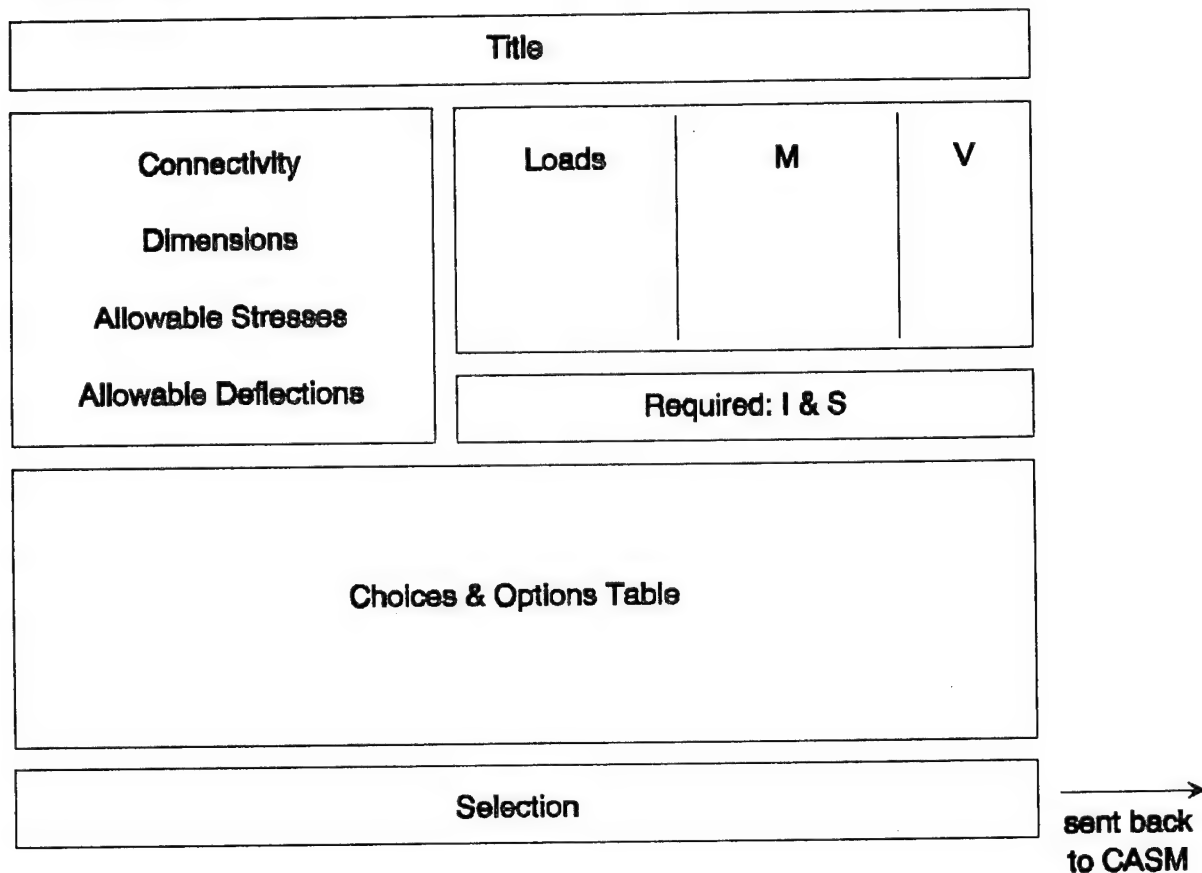 Title
Connectivity
Dimensions
Allowable Stresses
Allowable Deflections
Loads
M
V
Required: I & S
Choices & Options Table
Selection
sent back
to CASM